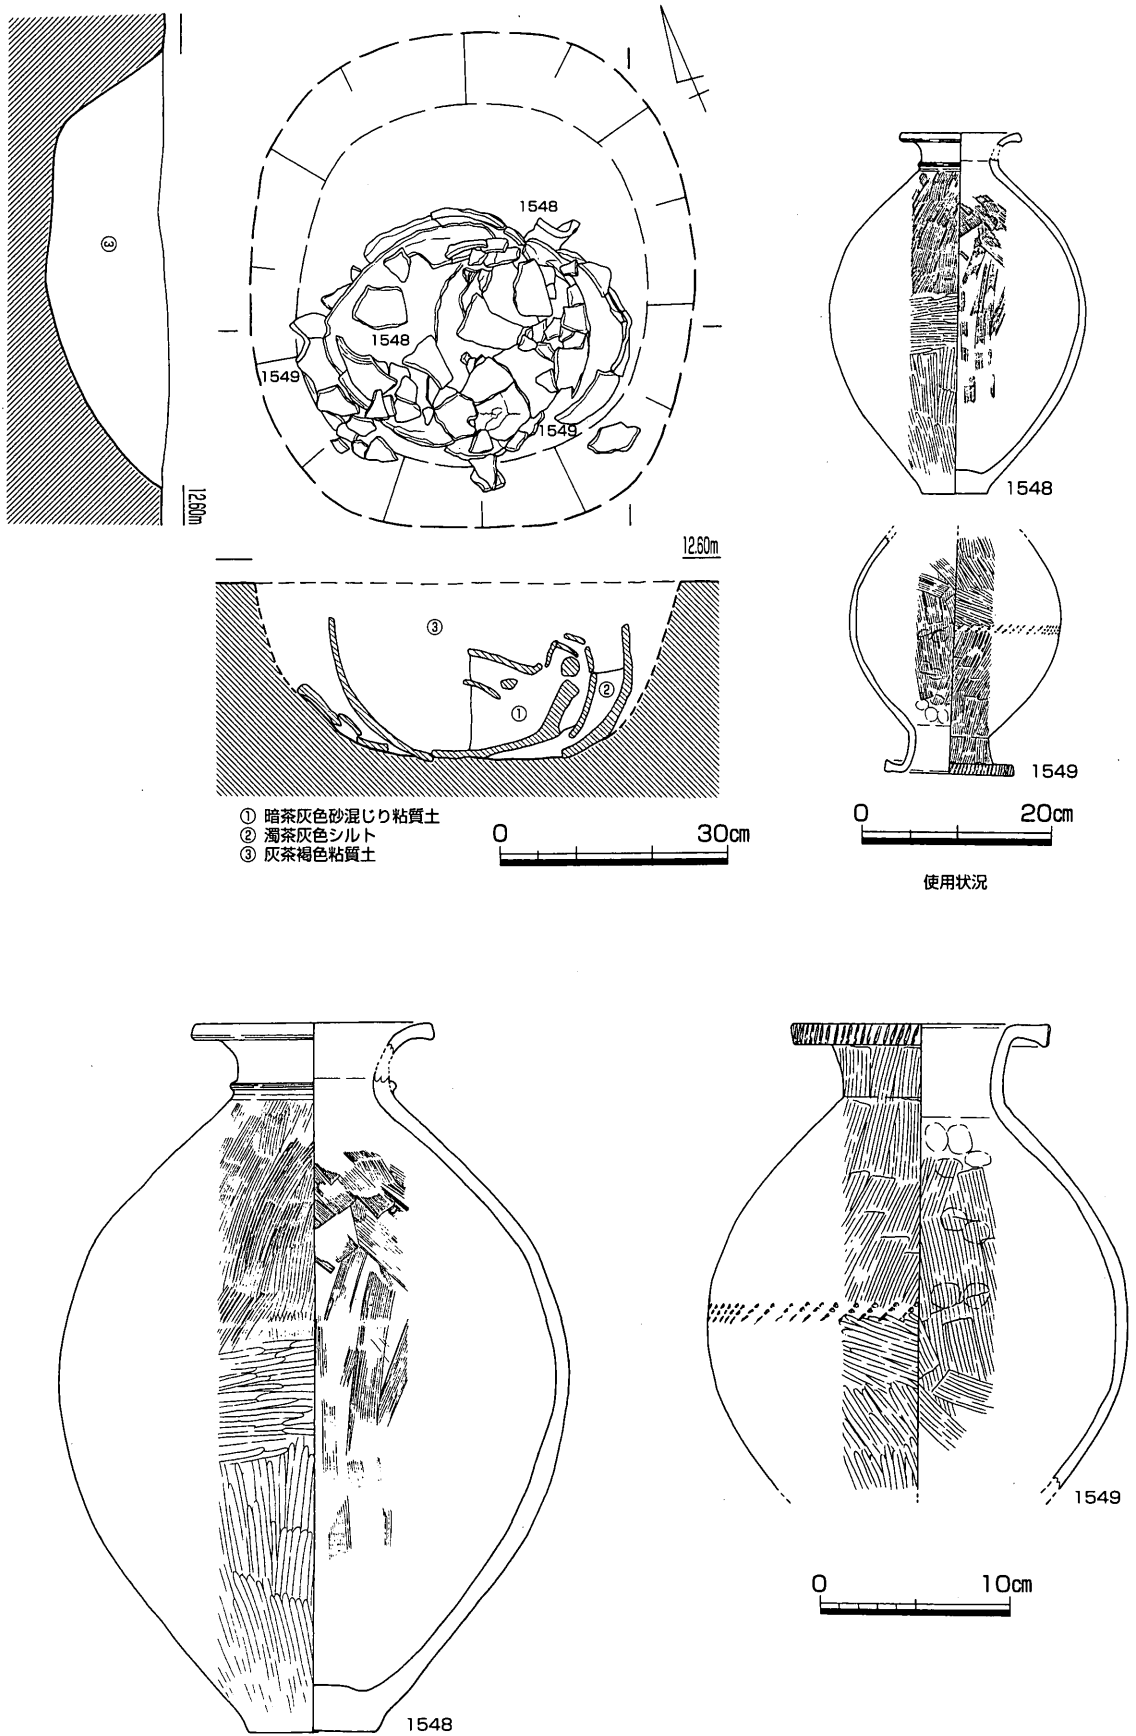 ③
12.60m
1548
1548
1549
1549
12.60m
③
①
②
① 暗茶灰色砂混じり粘質土
② 濁茶灰色シルト
③ 灰茶褐色粘質土
0 30cm
1548
1549
0 20cm
使用状況
1548
1549
0 10cm